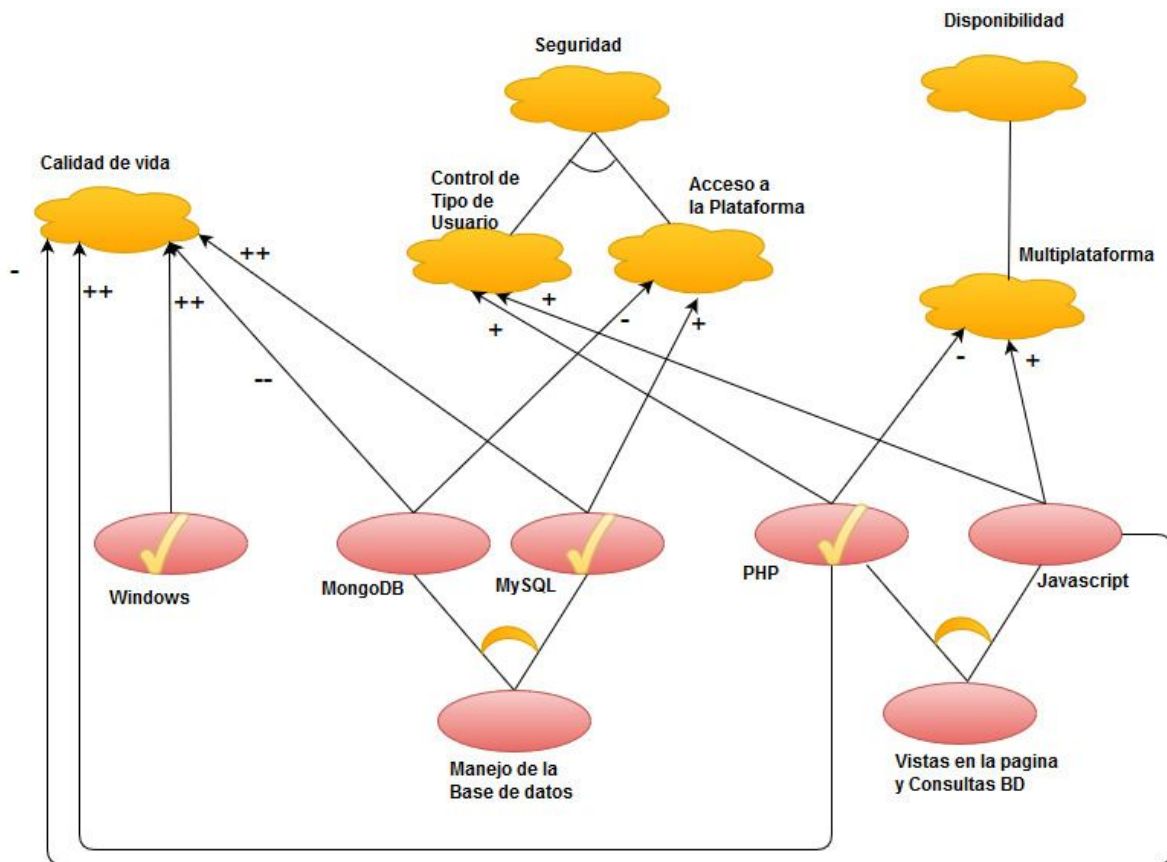 Disponibilidad
Seguridad
Calidad de vida
Control de
Tipo de
Usuario
Acceso a
la Plataforma
Multiplataforma
++
-
++
++
+
+
-
+
-
+
--
Windows
MongoDB
MySQL
PHP
Javascript
Manejo de la
Base de datos
Vistas en la pagina
y Consultas BD